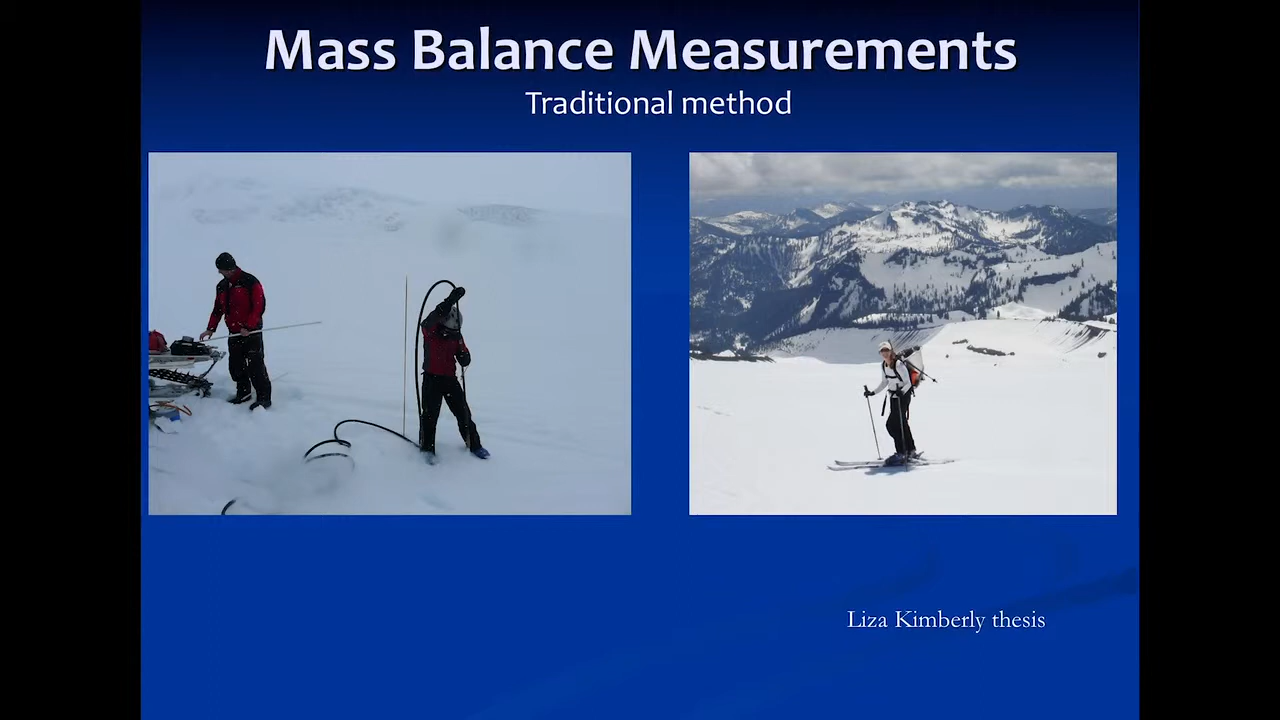 Mass Balance Measurements
Traditional method
Liza Kimberly thesis